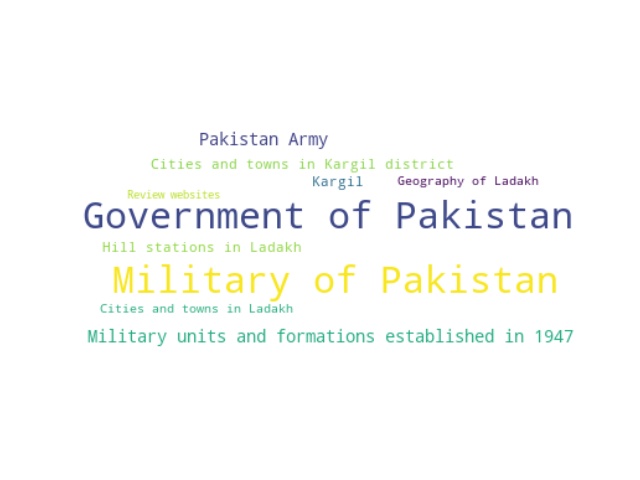 Pakistan Army
Cities and towns in Kargil district
Kargil
Geography of Ladakh
Review websites
Government of Pakistan
Hill stations in Ladakh
Military of Pakistan
Cities and towns in Ladakh
Military units and formations established in 1947